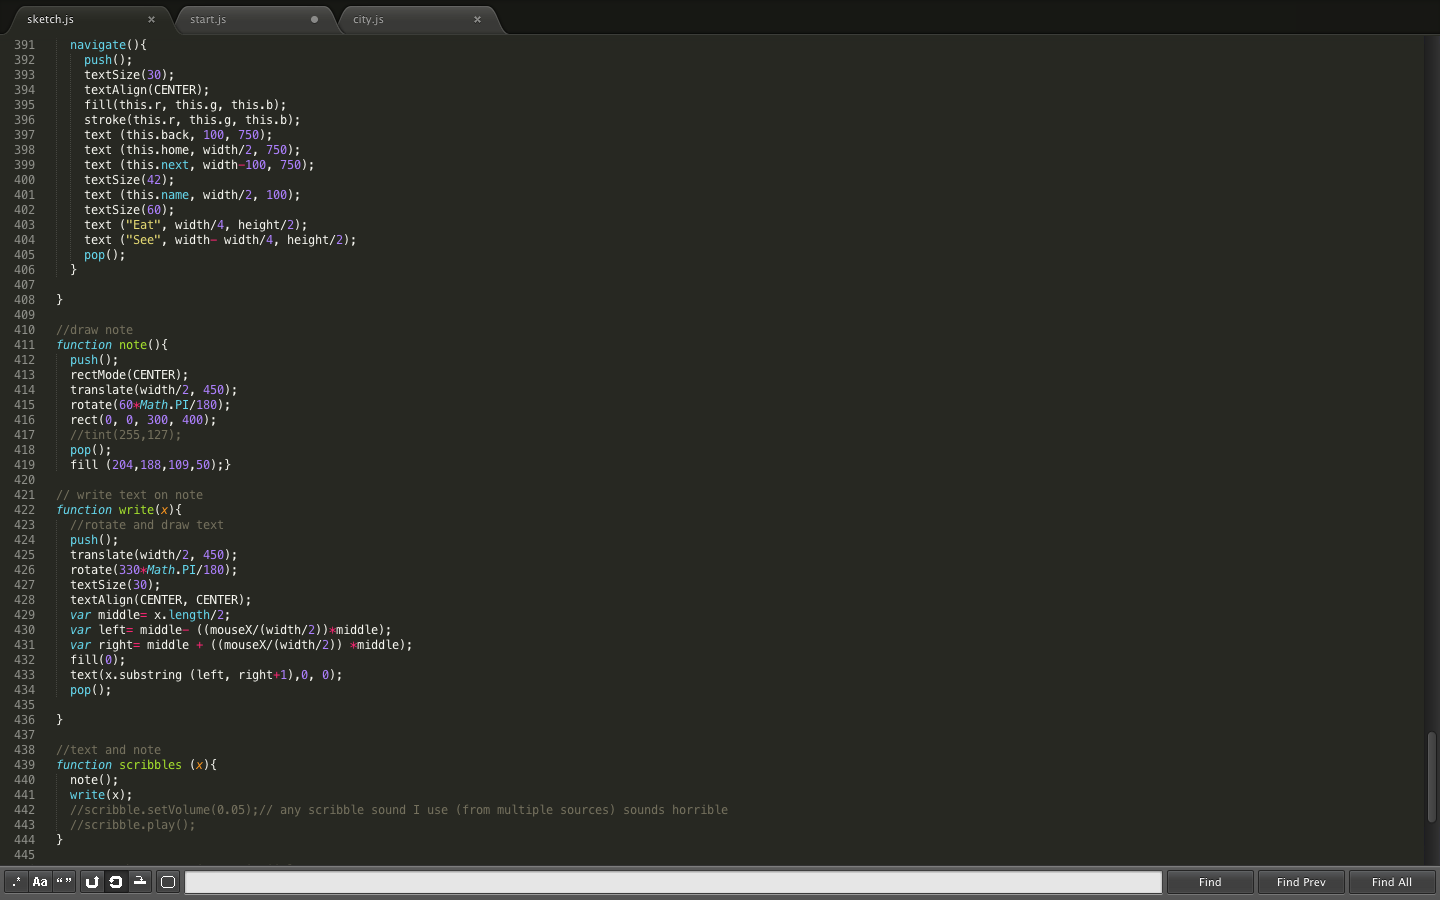 sketch.js × start.js city.js ×
391 navigate(){
392 push();
393 textSize(30);
394 textAlign(CENTER);
395 fill(this.r, this.g, this.b);
396 stroke(this.r, this.g, this.b);
397 text (this.back, 100, 750);
398 text (this.home, width/2, 750);
399 text (this.next, width-100, 750);
400 textSize(42);
401 text (this.name, width/2, 100);
402 textSize(60);
403 text ("Eat", width/4, height/2);
404 text ("See", width- width/4, height/2);
405 pop();
406 }
407
408 }
409
410 //draw note
411 function note(){
412 push();
413 rectMode(CENTER);
414 translate(width/2, 450);
415 rotate(60*Math.PI/180);
416 rect(0, 0, 300, 400);
417 //tint(255,127);
418 pop();
419 fill (204,188,109,50);}
420
421 // write text on note
422 function write(x){
423 //rotate and draw text
424 push();
425 translate(width/2, 450);
426 rotate(330*Math.PI/180);
427 textSize(30);
428 textAlign(CENTER, CENTER);
429 var middle= x.length/2;
430 var left= middle- ((mouseX/(width/2))*middle);
431 var right= middle + ((mouseX/(width/2)) *middle);
432 fill(0);
433 text(x.substring (left, right+1),0, 0);
434 pop();
435
436 }
437
438 //text and note
439 function scribbles (x){
440 note();
441 write(x);
442 //scribble.setVolume(0.05);// any scribble sound I use (from multiple sources) sounds horrible
443 //scribble.play();
444 }
445
.* Aa “ ” Find Find Prev Find All